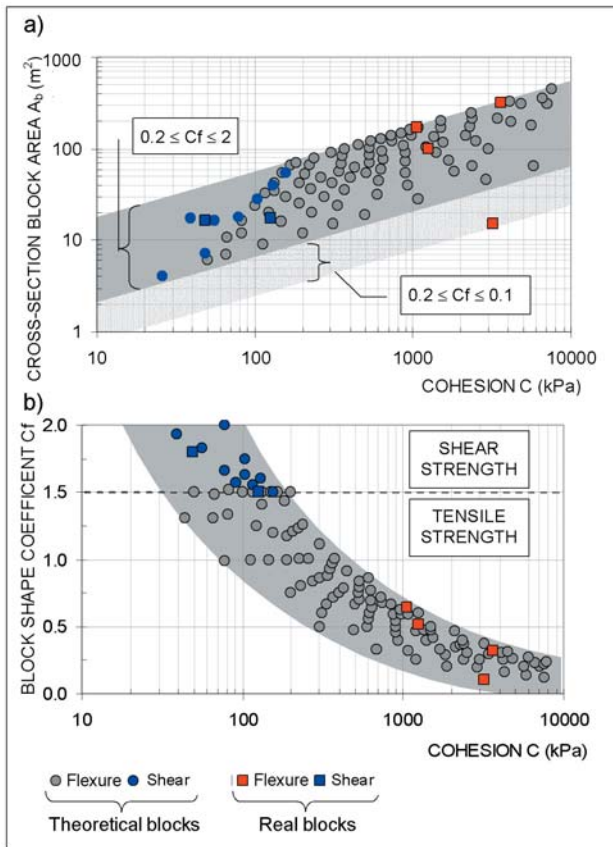 a)
CROSS-SECTION BLOCK AREA Ab (m2)
1000
100
10
1
0.2 ≤ Cf ≤ 2
0.2 ≤ Cf ≤ 0.1
10 100 1000 10000
COHESION C (kPa)
b)
BLOCK SHAPE COEFFICENT Cf
2.0
1.5
1.0
0.5
0.0
SHEAR
STRENGTH
TENSILE
STRENGTH
10 100 1000 10000
COHESION C (kPa)
Flexure Shear Flexure Shear
Theoretical blocks Real blocks